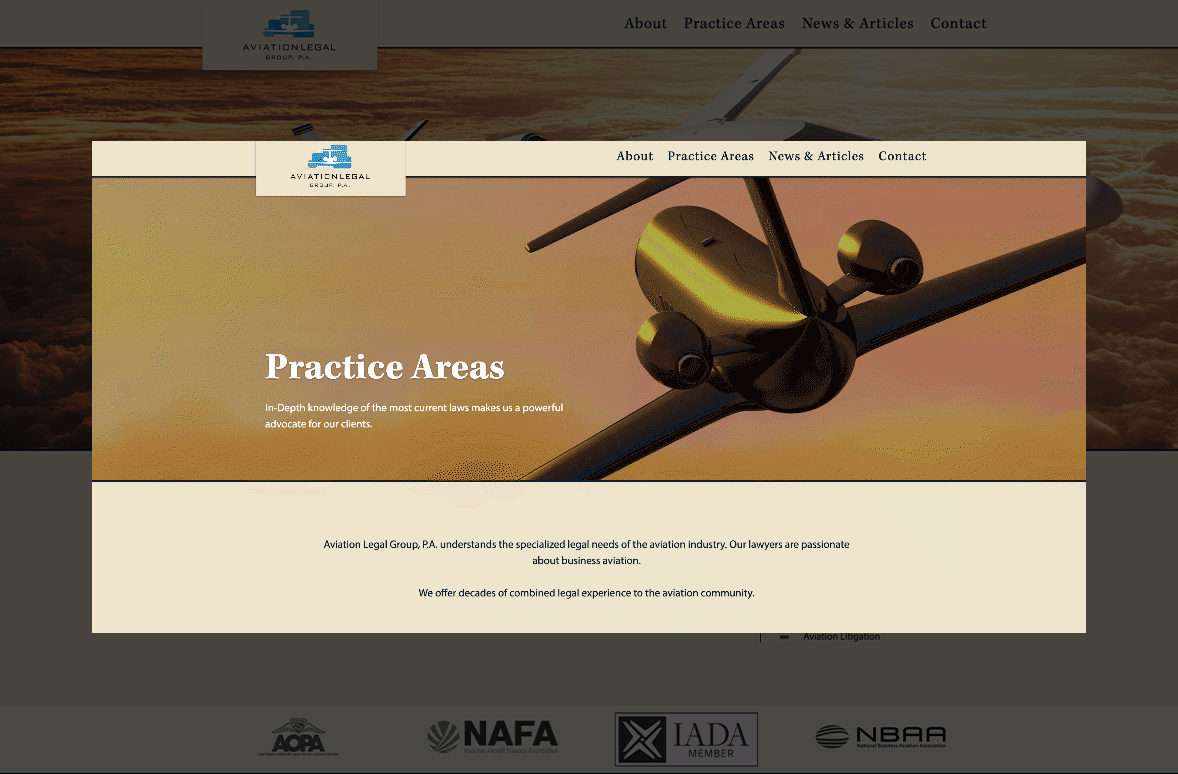 AVIATIONLEGAL
GROUP, P.A.
About Practice Areas News & Articles Contact
AVIATIONLEGAL
GROUP, P.A.
About Practice Areas News & Articles Contact
Practice Areas
In-Depth knowledge of the most current laws makes us a powerful
advocate for our clients.
Aviation Legal Group, P.A. understands the specialized legal needs of the aviation industry. Our lawyers are passionate
about business aviation.
We offer decades of combined legal experience to the aviation community.
Aviation Litigation
AOPA
NAFA
National Aircraft Finance Association
IADA
MEMBER
NBAA
National Business Aviation Association